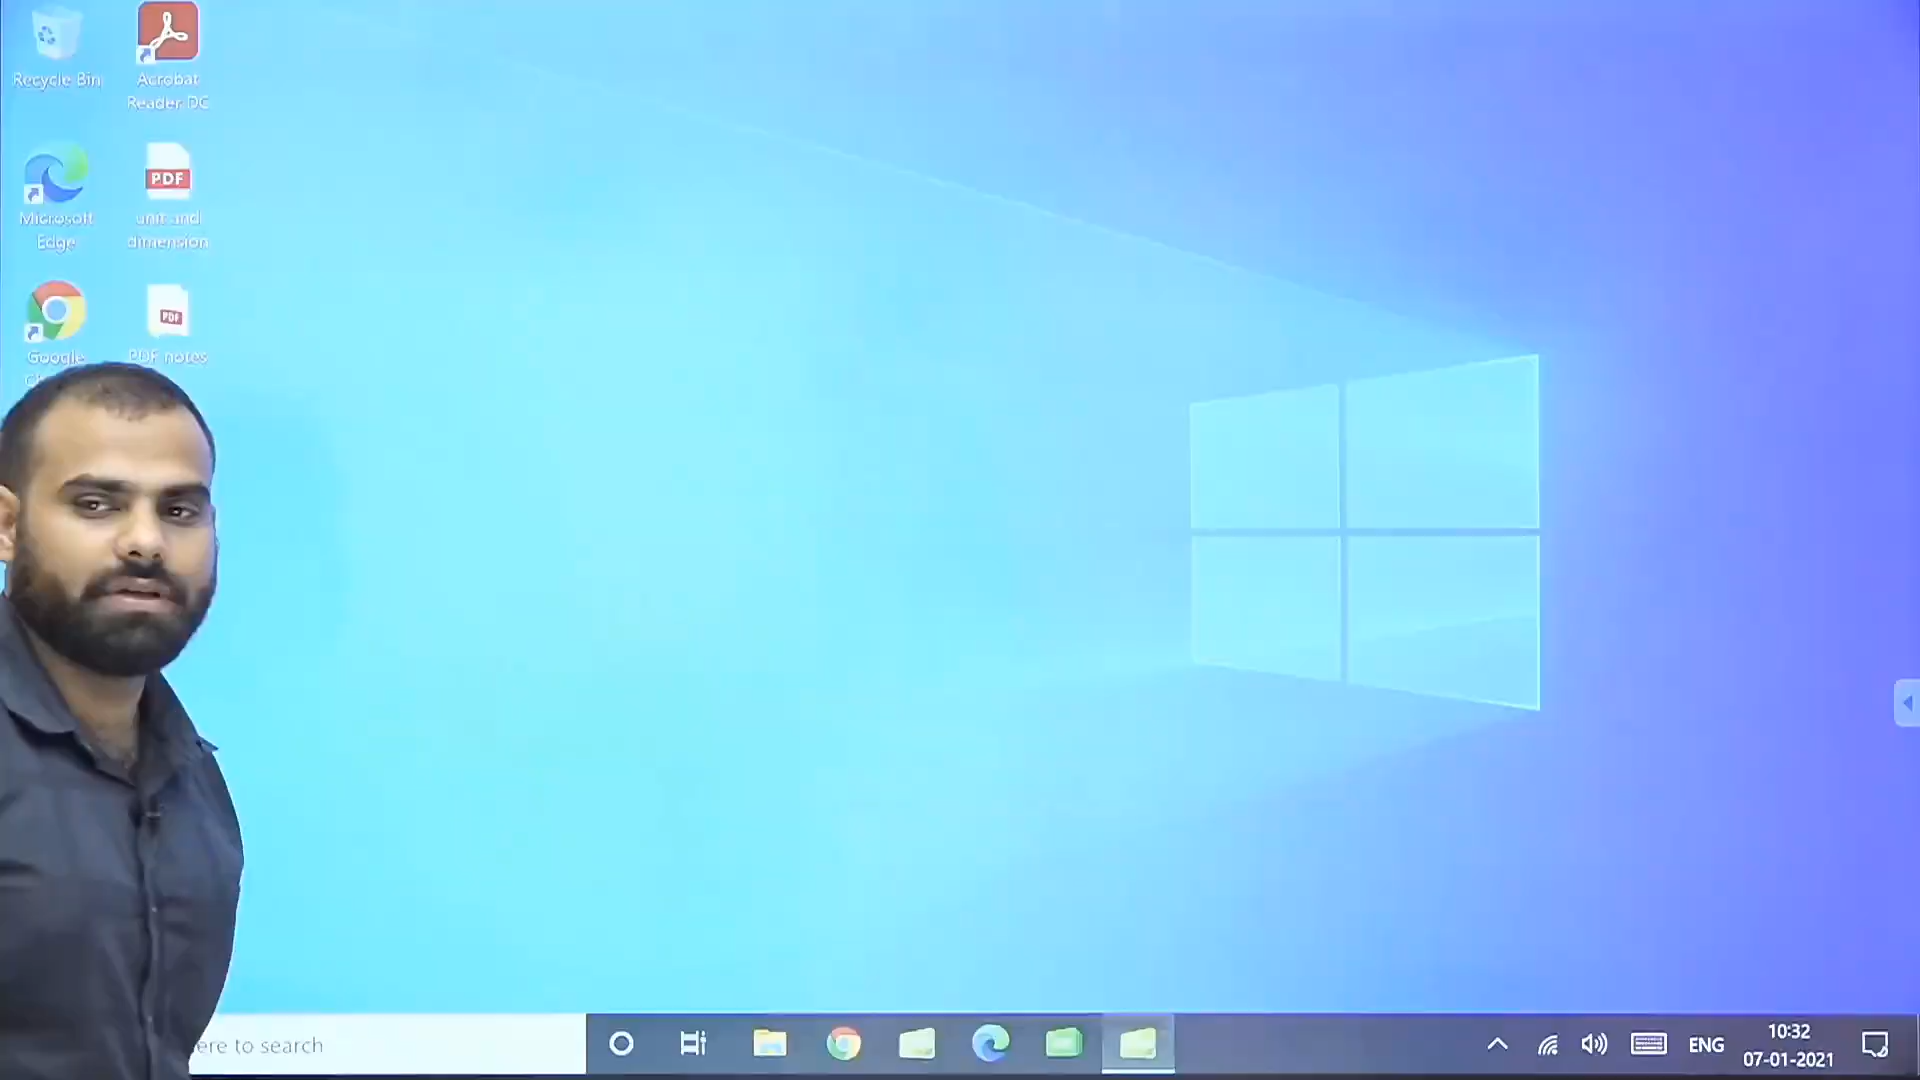 Recycle Bin
Acrobat
Reader DC
Microsoft
Edge
PDF
unit and
dimension
Google
PDF
PDF notes
ere to search
ENG
10:32
07-01-2021